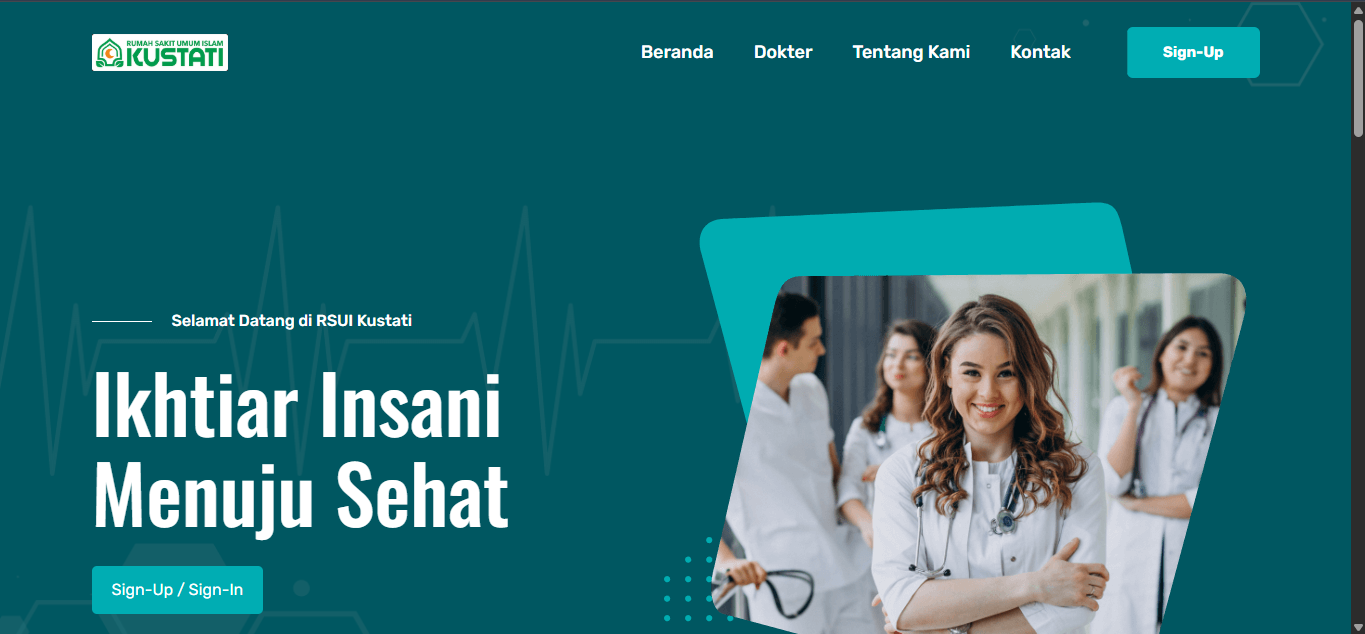 RUMAH SAKIT UMUM ISLAM
KUSTATI
Beranda
Dokter
Tentang Kami
Kontak
Sign-Up
Selamat Datang di RSUI Kustati
Ikhtiar Insani
Menuju Sehat
Sign-Up / Sign-In